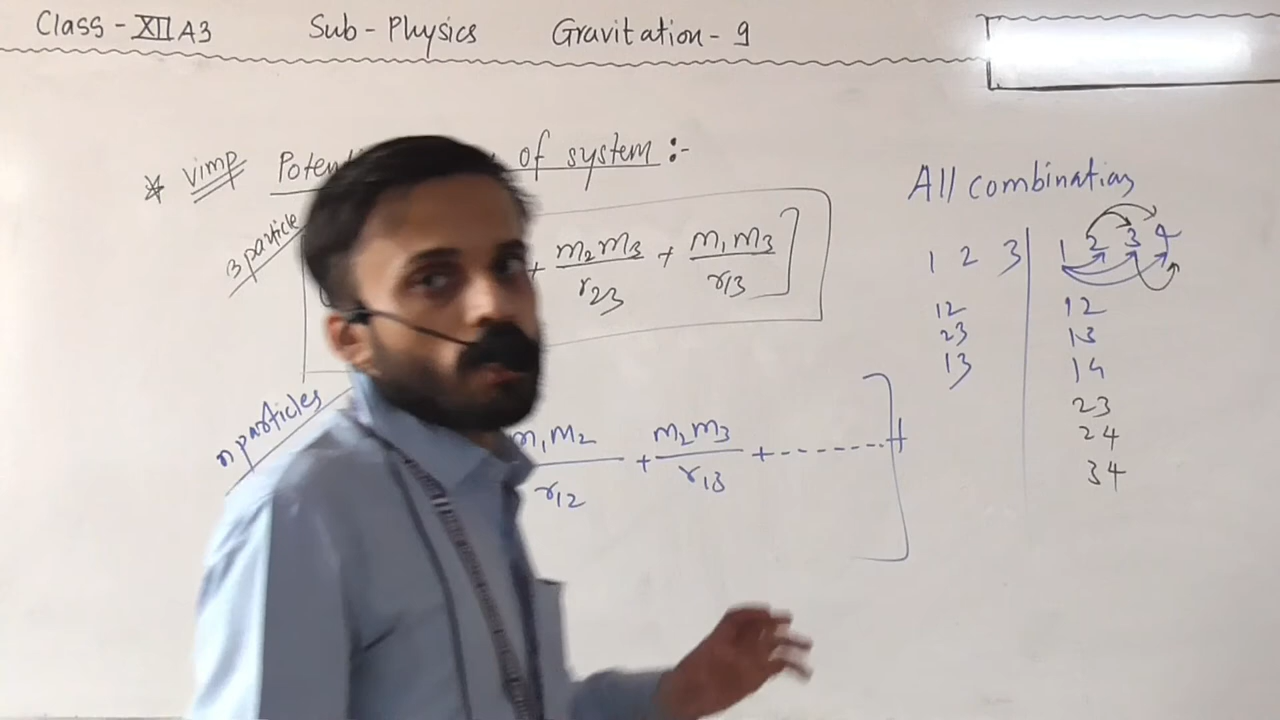 Class - XII A3 Sub - Physics Gravitation - 9
* Vimp of system :-
3 particle + m₂m₃/r₂₃ + m₁m₃/r₁₃ ]
n particles m₁m₂/r₁₂ + m₂m₃/r₁₃ + ------- ]
All combinations
1 2 3
12
23
13
1 2 3 4
12
13
14
23
24
34